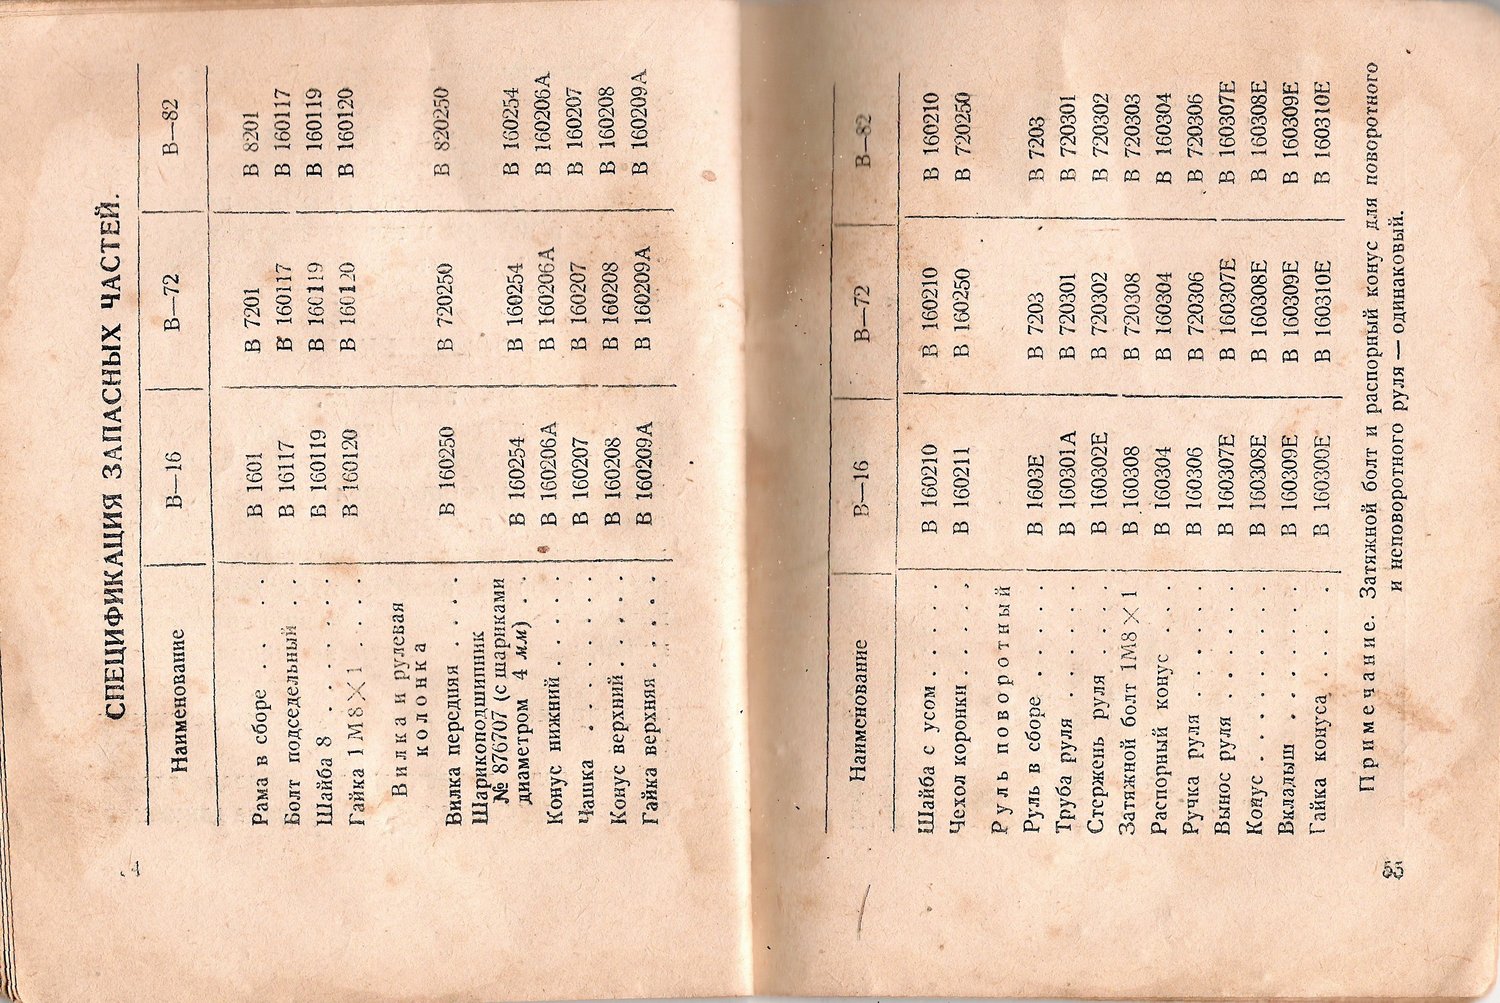 СПЕЦИФИКАЦИЯ ЗАПАСНЫХ ЧАСТЕЙ.
Наименование В—16 В—72 В—82
Рама в сборе . . . . В 1601 В 7201 В 8201
Болт подседельный . . В 16117 В 160117 В 160117
Шайба 8 . . . . . В 160119 В 160119 В 160119
Гайка 1М8×1 . . . . В 160120 В 160120 В 160120
Вилка и рулевая
колонка
Вилка передняя . . . . В 160250 В 720250 В 820250
Шарикоподшипник
№ 876707 (с шариками
диаметром 4 мм) . . В 160254 В 160254 В 160254
Конус нижний . . . . В 160206А В 160206А В 160206А
Чашка . . . . . . В 160207 В 160207 В 160207
Конус верхний . . . . В 160208 В 160208 В 160208
Гайка верхняя . . . . В 160209А В 160209А В 160209А
Наименование В—16 В—72 В—82
Шайба с усом . . . . . В 160210 В 160210 В 160210
Чехол коронки . . . . . В 160211 В 160250 В 720250
Руль поворотный
Руль в сборе . . . . . В 1603Е В 7203 В 7203
Труба руля . . . . . В 160301А В 720301 В 720301
Стержень руля . . . . В 160302Е В 720302 В 720302
Затяжной болт 1М8×1 В 160308 В 720308 В 720303
Распорный конус . . . В 160304 В 160304 В 160304
Ручка руля . . . . . В 160306 В 720306 В 720306
Вынос руля . . . . . В 160307Е В 160307Е В 160307Е
Конус . . . . . . . В 160308Е В 160308Е В 160308Е
Вкладыш . . . . . . В 160309Е В 160309Е В 160309Е
Гайка конуса . . . . В 160300Е В 160310Е В 160310Е
Примечание. Затяжной болт и распорный конус для поворотного
и неповоротного руля — одинаковый.